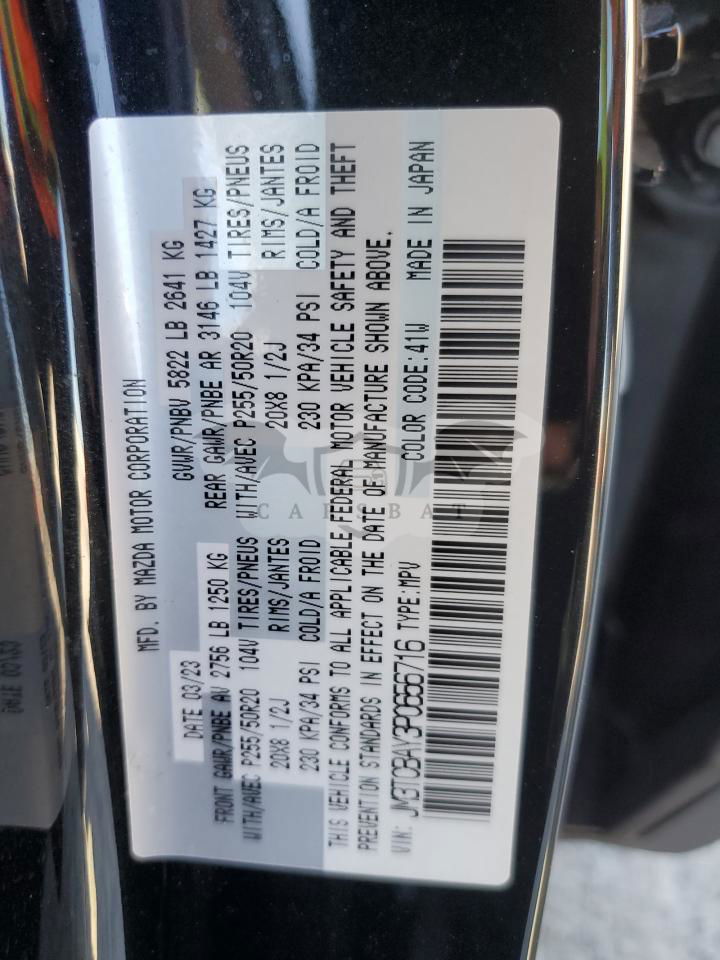 MFD. BY MAZDA MOTOR CORPORATION
DATE 03/23 GVWR/PNBV 5822 LB 2641 KG
FRONT GAWR/PNBE AV 2756 LB 1250 KG REAR GAWR/PNBE AR 3146 LB 1427 KG
WITH/AVEC P255/50R20 104V TIRES/PNEUS WITH/AVEC P255/50R20 104V TIRES/PNEUS
20X8 1/2J RIMS/JANTES 20X8 1/2J RIMS/JANTES
230 KPA/34 PSI COLD/A FROID 230 KPA/34 PSI COLD/A FROID
THIS VEHICLE CONFORMS TO ALL APPLICABLE FEDERAL MOTOR VEHICLE SAFETY AND THEFT
PREVENTION STANDARDS IN EFFECT ON THE DATE OF MANUFACTURE SHOWN ABOVE.
VIN: JM3TCBAY3P0656716 TYPE:MPV COLOR CODE:41W MADE IN JAPAN
CARSBAT